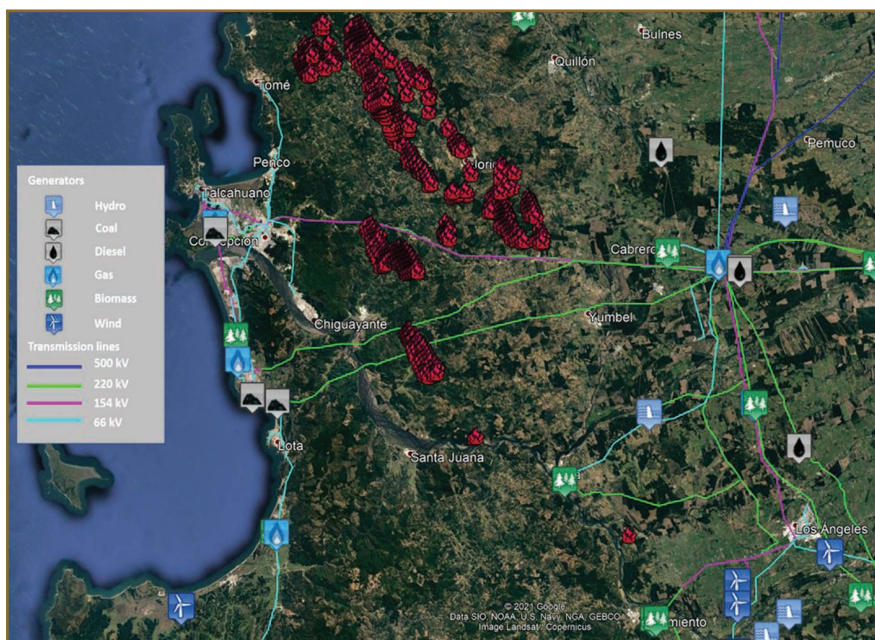 Bulnes
Quillón
Tomé
Pemuco
Penco
Talcahuano
Cabrero
Chiguayante
Yumbel
Lota
Santa Juana
Los Angeles
Generators
Hydro
Coal
Diesel
Gas
Biomass
Wind
Transmission lines
500 kV
220 kV
154 kV
66 kV
© 2021 Google
Data SIO, NOAA, U.S. Navy, NGA, GEBCO
Image Landsat / Copernicus